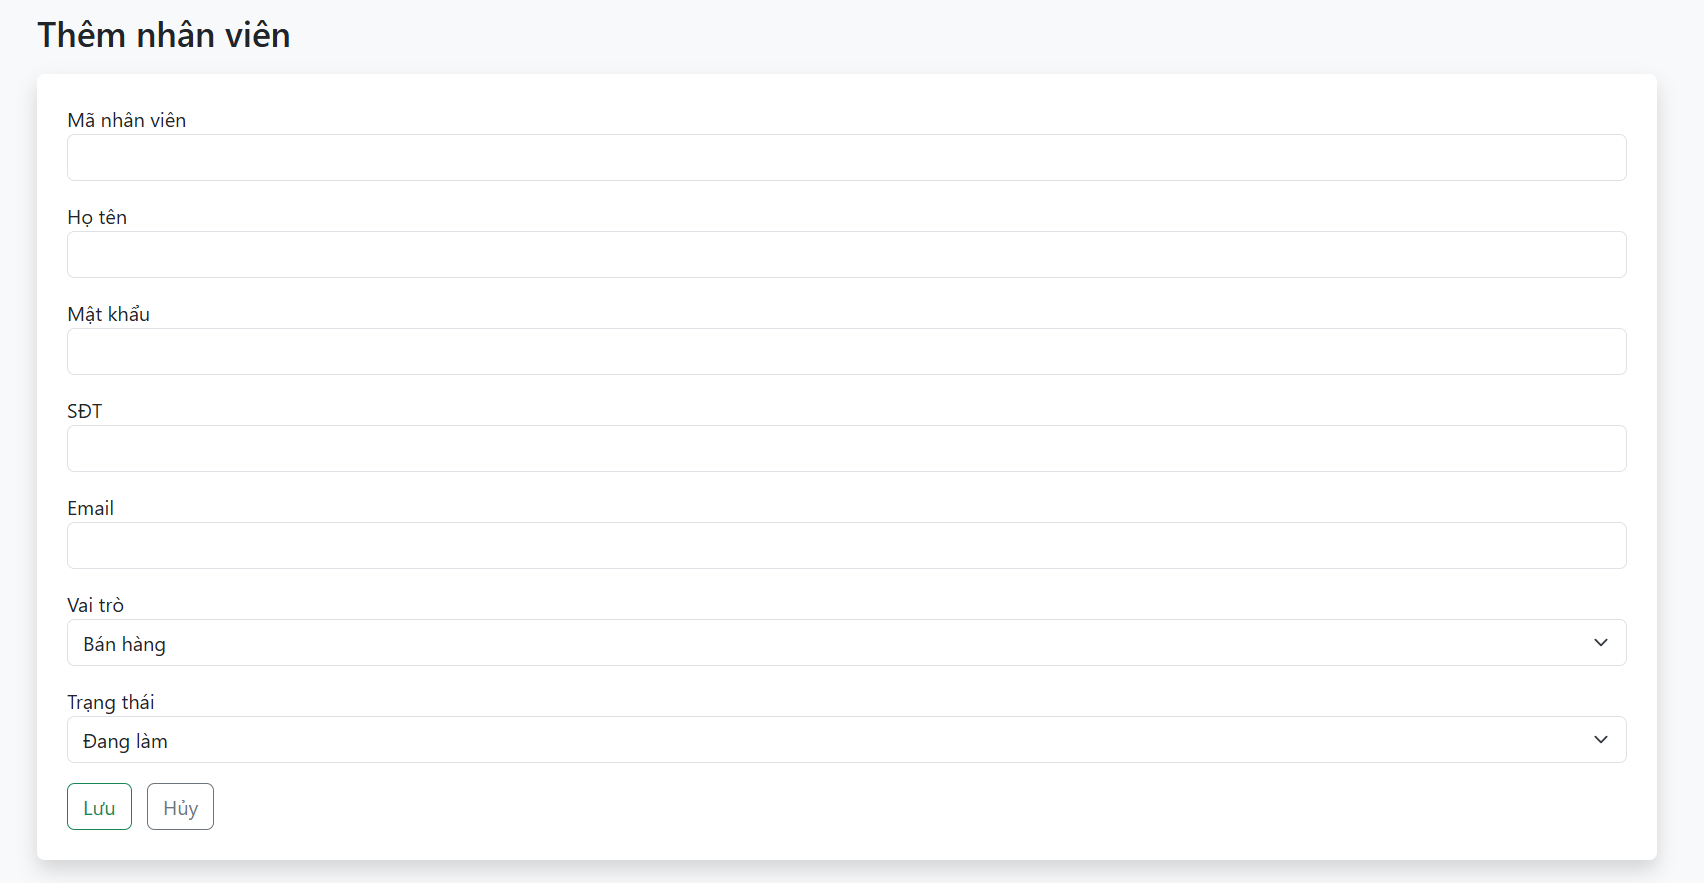 Thêm nhân viên
Mã nhân viên
Họ tên
Mật khẩu
SĐT
Email
Vai trò
Bán hàng
Trạng thái
Đang làm
Lưu Hủy